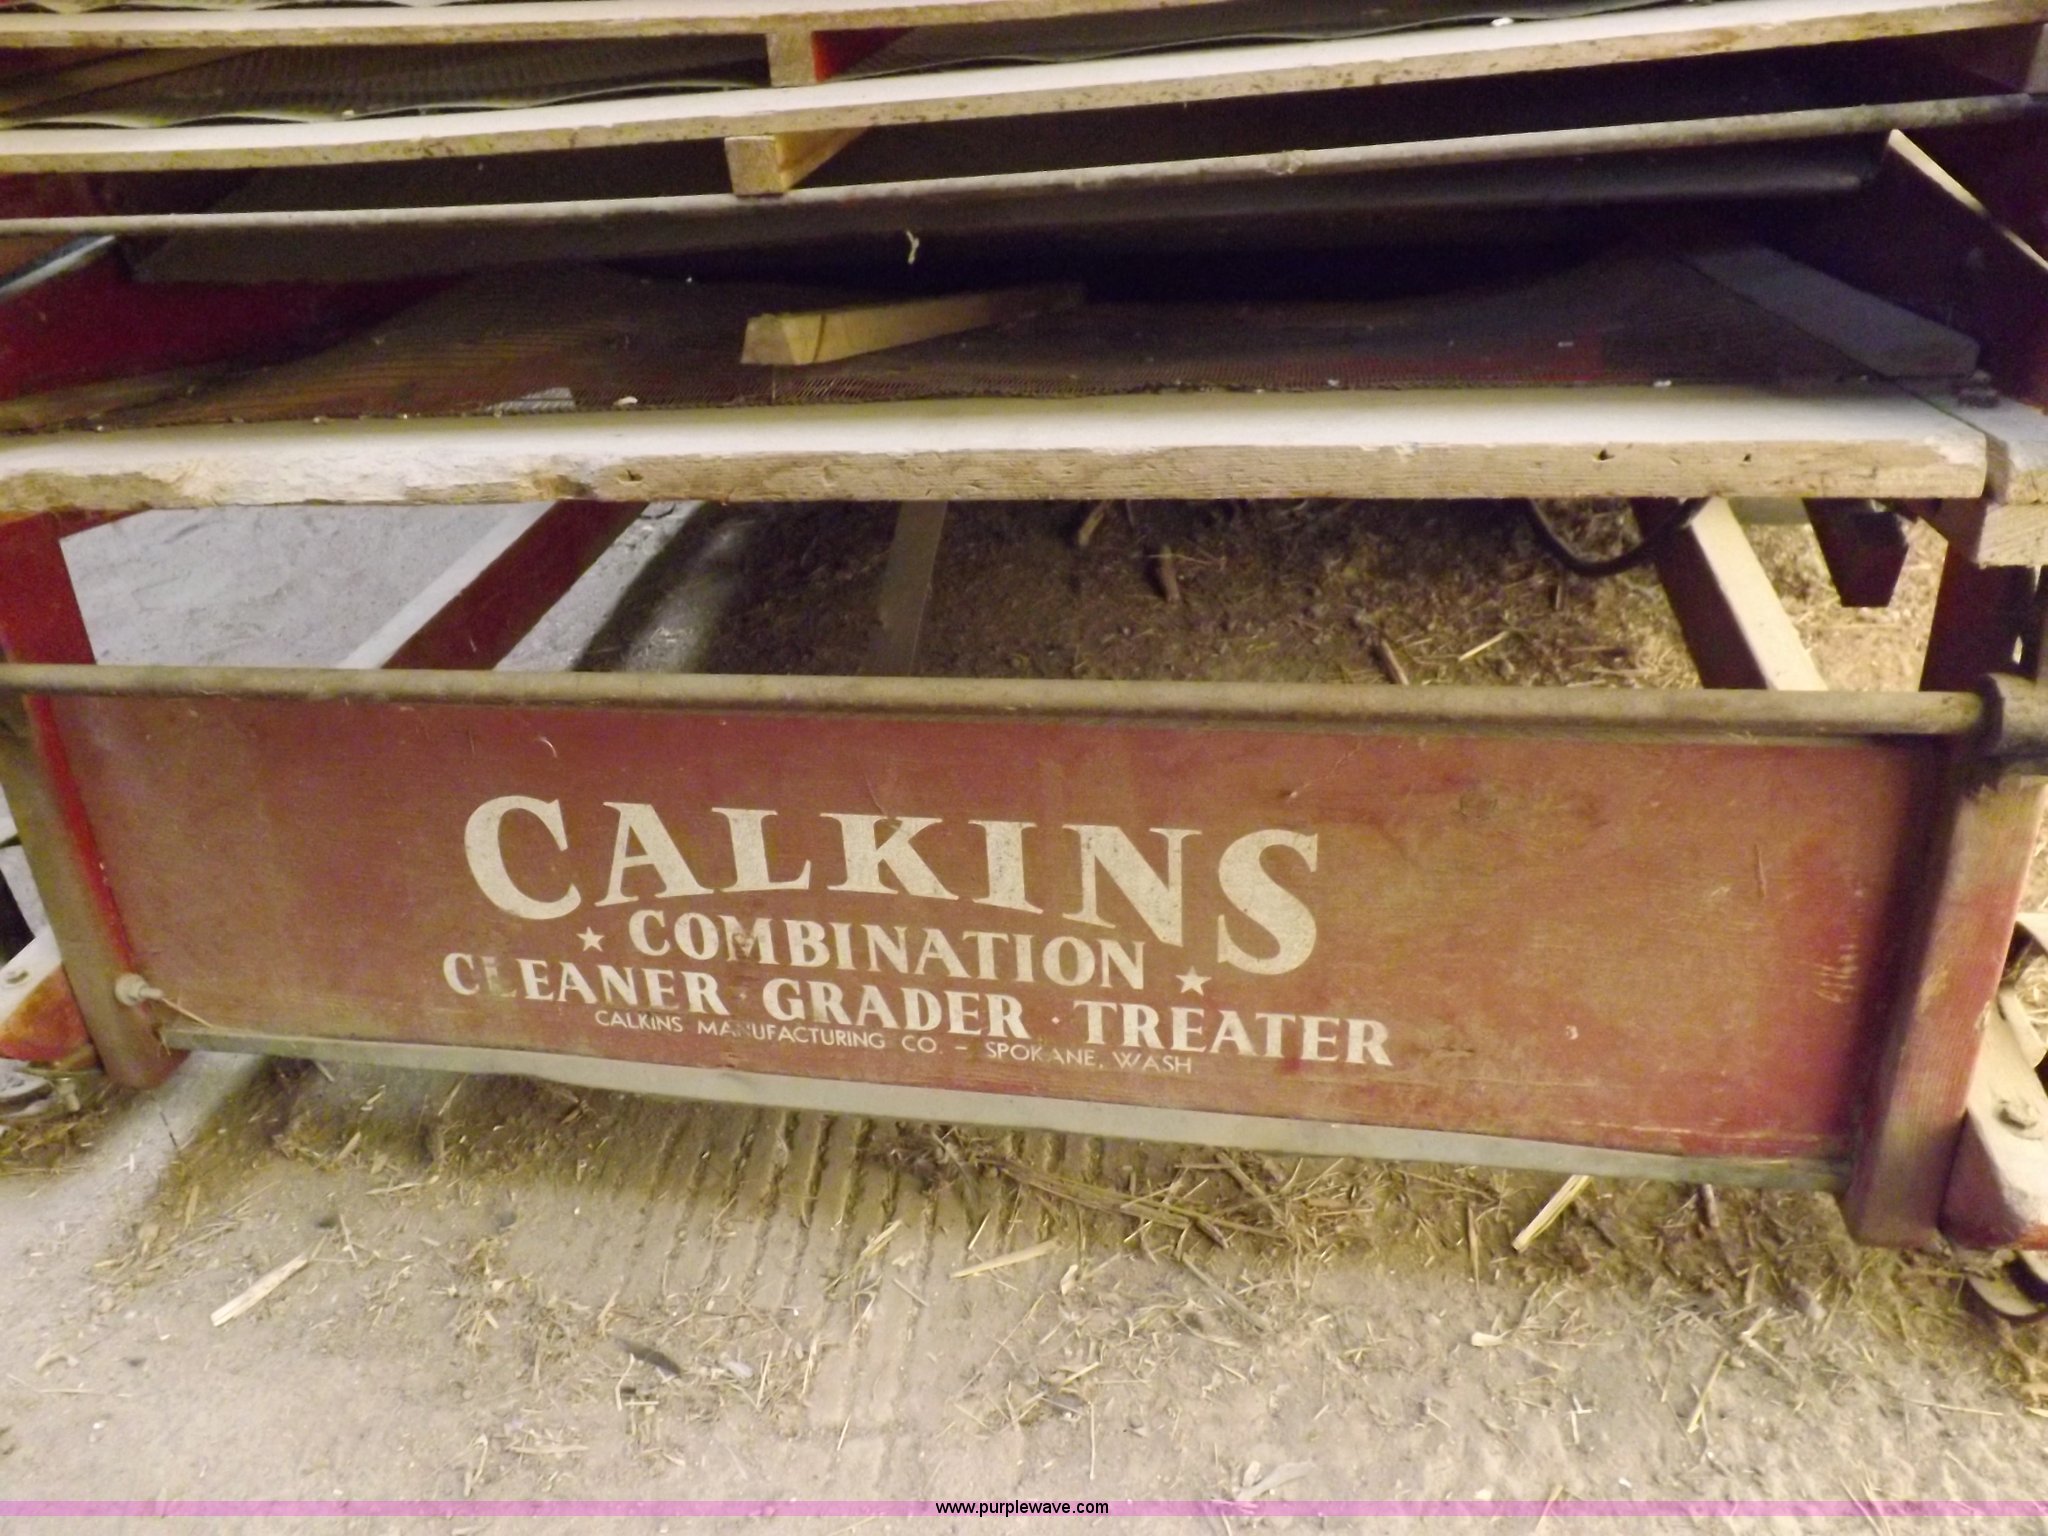 CALKINS
★ COMBINATION ★
CLEANER · GRADER · TREATER
CALKINS MANUFACTURING CO. – SPOKANE, WASH
www.purplewave.com